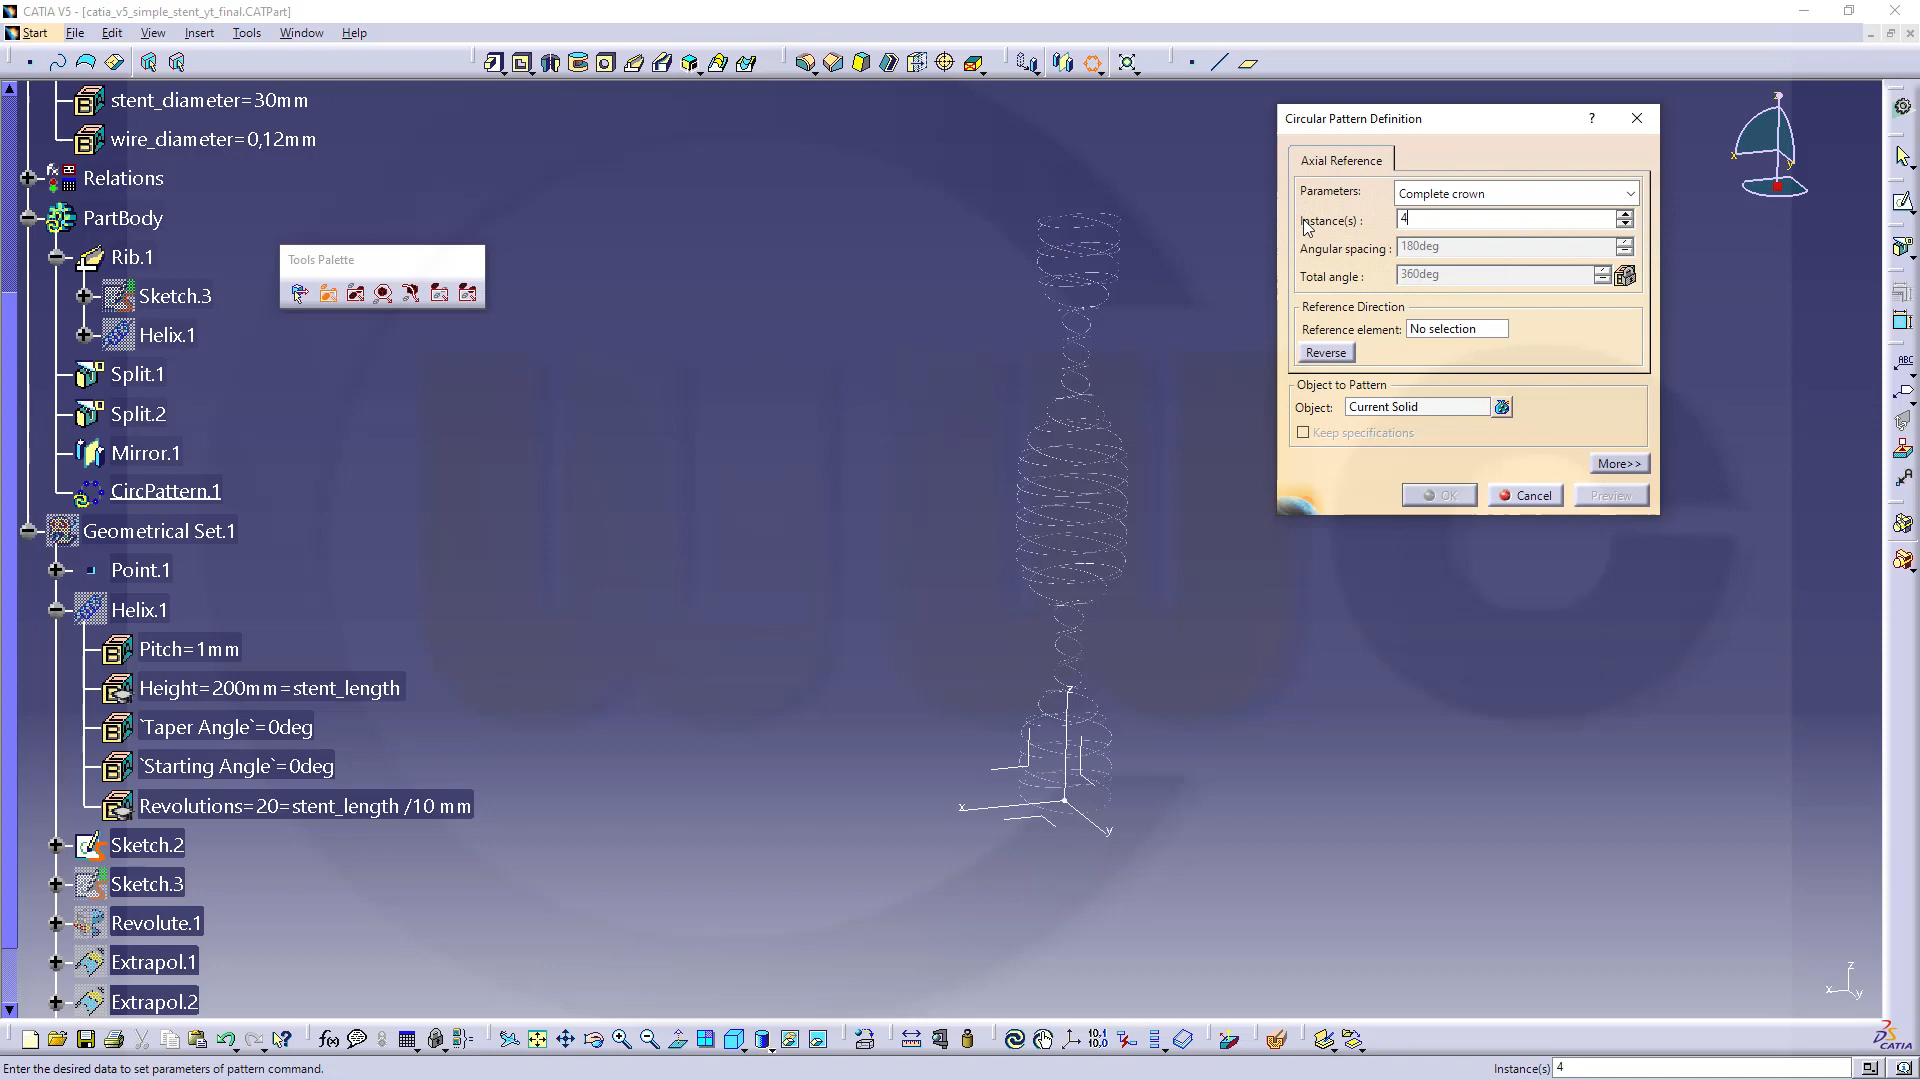 CATIA V5 - [catia_v5_simple_stent_yt_final.CATPart]
Start File Edit View Insert Tools Window Help
stent_diameter=30mm
wire_diameter=0,12mm
Relations
PartBody
Rib.1
Sketch.3
Helix.1
Split.1
Split.2
Mirror.1
CircPattern.1
Geometrical Set.1
Point.1
Helix.1
Pitch=1mm
Height=200mm=stent_length
`Taper Angle`=0deg
`Starting Angle`=0deg
Revolutions=20=stent_length /10 mm
Sketch.2
Sketch.3
Revolute.1
Extrapol.1
Extrapol.2
Tools Palette
z
x
y
Circular Pattern Definition
?
Axial Reference
Parameters: Complete crown
Instance(s) : 4
Angular spacing : 180deg
Total angle : 360deg
Reference Direction
Reference element: No selection
Reverse
Object to Pattern
Object: Current Solid
Keep specifications
More>>
OK Cancel Preview
z
x
y
z
x
y
ABC
10.1
10.0
CATIA
Enter the desired data to set parameters of pattern command.
Instance(s) 4